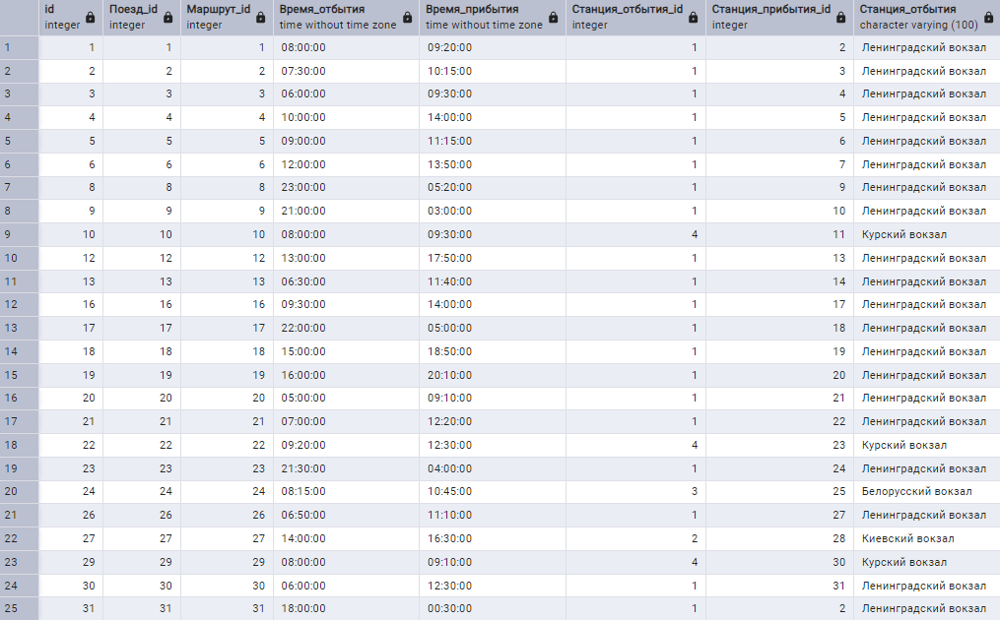 id Поезд_id Маршрут_id Время_отбытия Время_прибытия Станция_отбытия_id Станция_прибытия_id Станция_отбытия
integer integer integer time without time zone time without time zone integer integer character varying (100)
1 1 1 1 08:00:00 09:20:00 1 2 Ленинградский вокзал
2 2 2 2 07:30:00 10:15:00 1 3 Ленинградский вокзал
3 3 3 3 06:00:00 09:30:00 1 4 Ленинградский вокзал
4 4 4 4 10:00:00 14:00:00 1 5 Ленинградский вокзал
5 5 5 5 09:00:00 11:15:00 1 6 Ленинградский вокзал
6 6 6 6 12:00:00 13:50:00 1 7 Ленинградский вокзал
7 8 8 8 23:00:00 05:20:00 1 9 Ленинградский вокзал
8 9 9 9 21:00:00 03:00:00 1 10 Ленинградский вокзал
9 10 10 10 08:00:00 09:30:00 4 11 Курский вокзал
10 12 12 12 13:00:00 17:50:00 1 13 Ленинградский вокзал
11 13 13 13 06:30:00 11:40:00 1 14 Ленинградский вокзал
12 16 16 16 09:30:00 14:00:00 1 17 Ленинградский вокзал
13 17 17 17 22:00:00 05:00:00 1 18 Ленинградский вокзал
14 18 18 18 15:00:00 18:50:00 1 19 Ленинградский вокзал
15 19 19 19 16:00:00 20:10:00 1 20 Ленинградский вокзал
16 20 20 20 05:00:00 09:10:00 1 21 Ленинградский вокзал
17 21 21 21 07:00:00 12:20:00 1 22 Ленинградский вокзал
18 22 22 22 09:20:00 12:30:00 4 23 Курский вокзал
19 23 23 23 21:30:00 04:00:00 1 24 Ленинградский вокзал
20 24 24 24 08:15:00 10:45:00 3 25 Белорусский вокзал
21 26 26 26 06:50:00 11:10:00 1 27 Ленинградский вокзал
22 27 27 27 14:00:00 16:30:00 2 28 Киевский вокзал
23 29 29 29 08:00:00 09:10:00 4 30 Курский вокзал
24 30 30 30 06:00:00 12:30:00 1 31 Ленинградский вокзал
25 31 31 31 18:00:00 00:30:00 1 2 Ленинградский вокзал